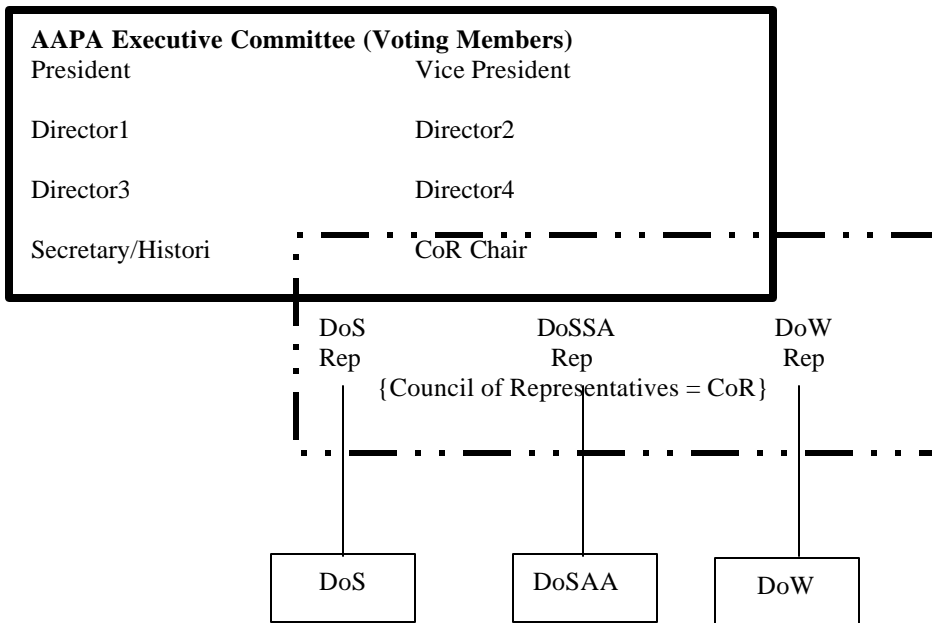 AAPA Executive Committee (Voting Members)
President Vice President
Director1 Director2
Director3 Director4
Secretary/Histori CoR Chair
DoS DoSSA DoW
Rep Rep Rep
{Council of Representatives = CoR}
DoS DoSAA DoW